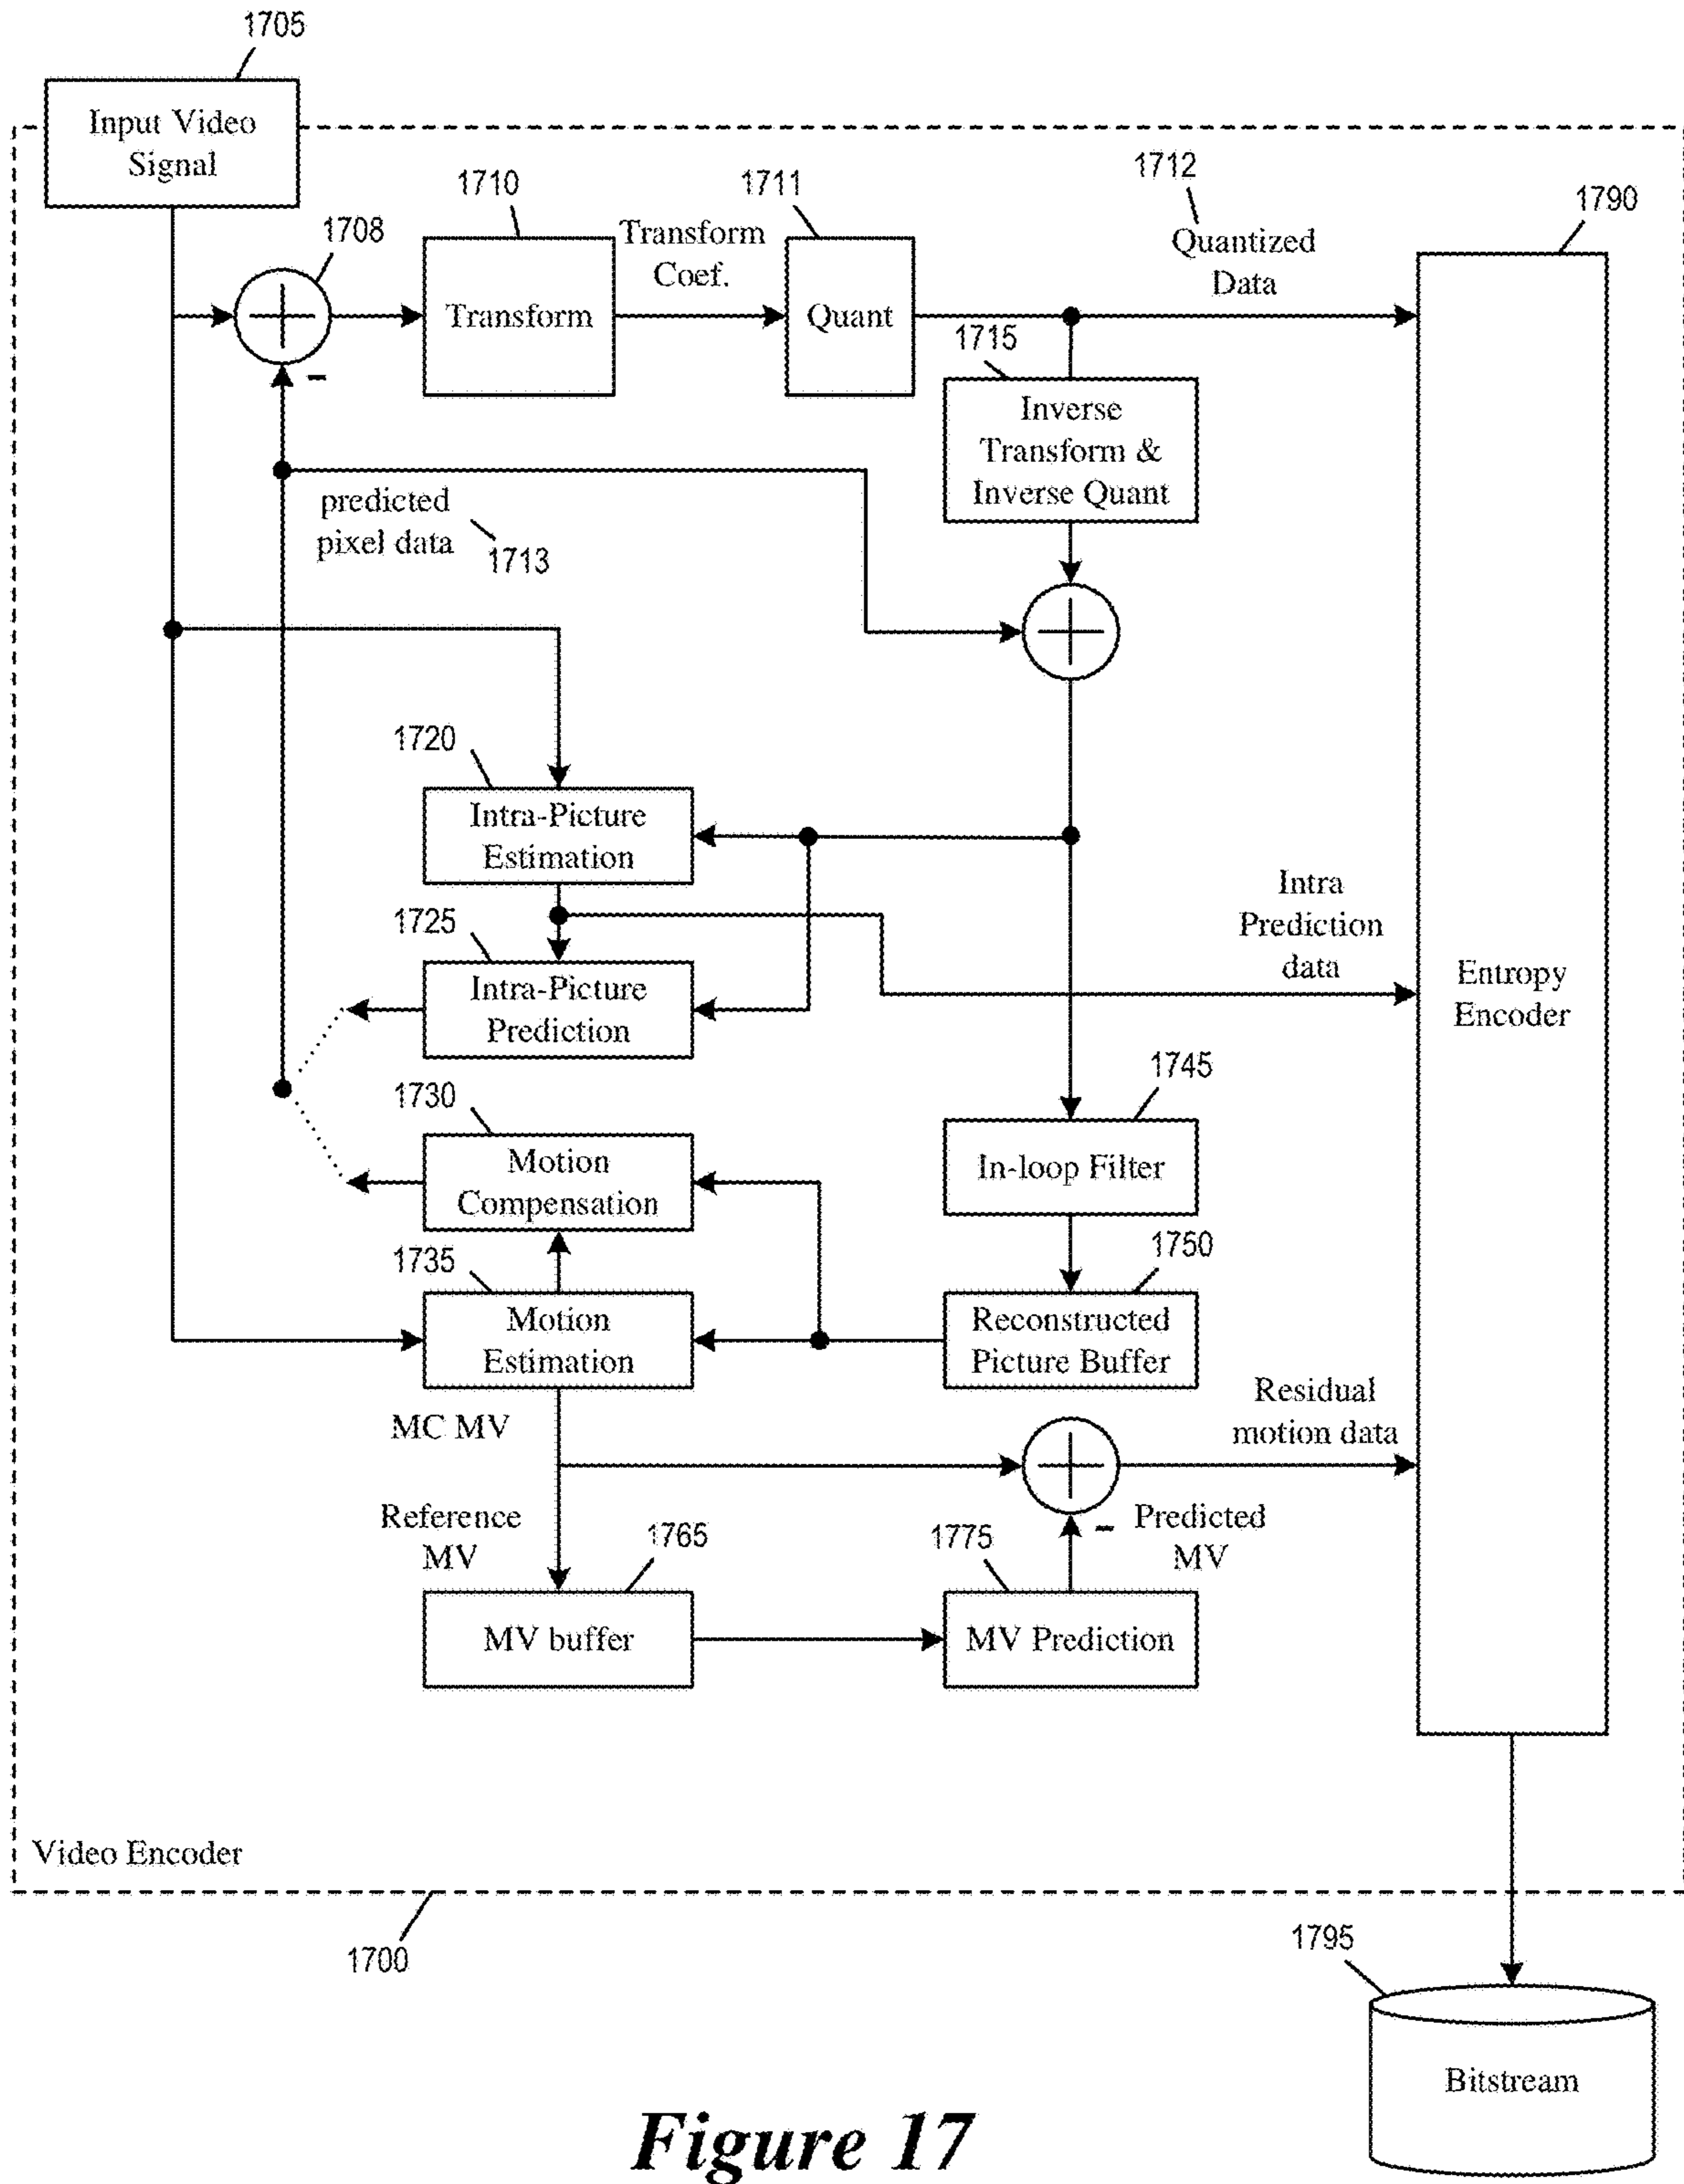 1705
Input Video
Signal
1712
1710
1711
1790
1708
Transform
Coef.
Quantized
Data
Transform
Quant
1715
-
Inverse
Transform &
Inverse Quant
predicted
pixel data
1713
1720
Intra-Picture
Estimation
Intra
Prediction
data
1725
Intra-Picture
Prediction
Entropy
Encoder
1745
1730
Motion
Compensation
In-loop Filter
1750
1735
Motion
Estimation
Reconstructed
Picture Buffer
Residual
motion data
MC MV
Reference
MV
1765
1775
-
Predicted
MV
MV buffer
MV Prediction
Video Encoder
1700
1795
Bitstream
Figure 17